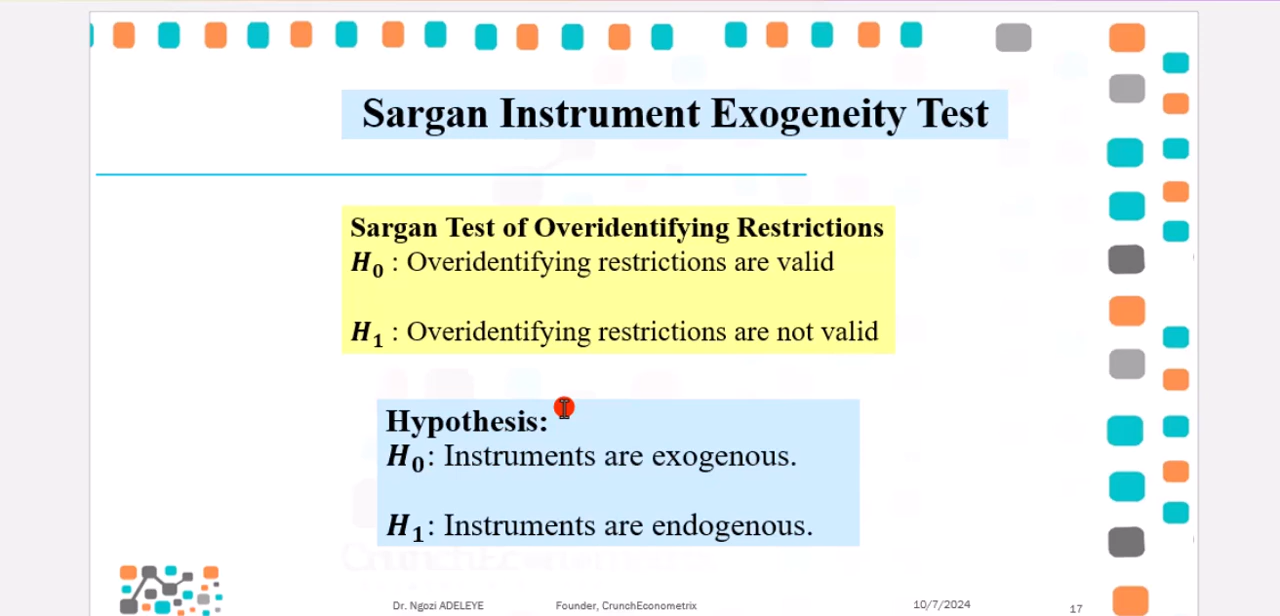 Sargan Instrument Exogeneity Test
Sargan Test of Overidentifying Restrictions
H₀ : Overidentifying restrictions are valid
H₁ : Overidentifying restrictions are not valid
Hypothesis:
H₀: Instruments are exogenous.
H₁: Instruments are endogenous.
Dr. Ngozi ADELEYE Founder, CrunchEconometrix 10/7/2024 17